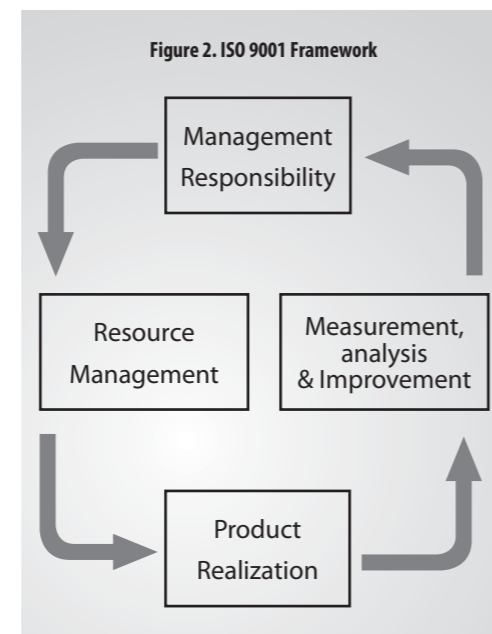 Figure 2. ISO 9001 Framework
Management
Responsibility
Resource
Management
Measurement,
analysis
& Improvement
Product
Realization